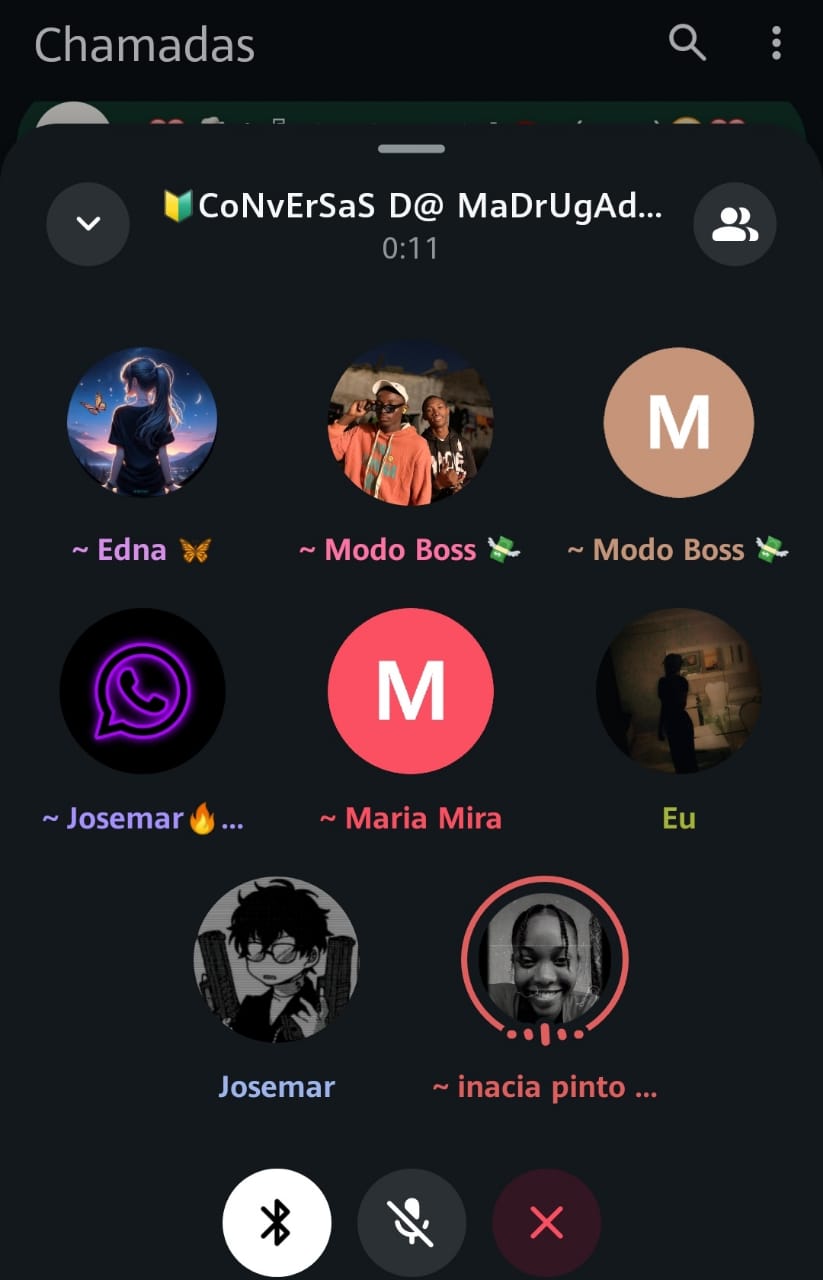 Chamadas
🔰CoNvErSaS D@ MaDrUgAd...
0:11
M
~ Edna 🦋
~ Modo Boss 💸
~ Modo Boss 💸
M
~ Josemar🔥...
~ Maria Mira
Eu
Josemar
~ inacia pinto ...